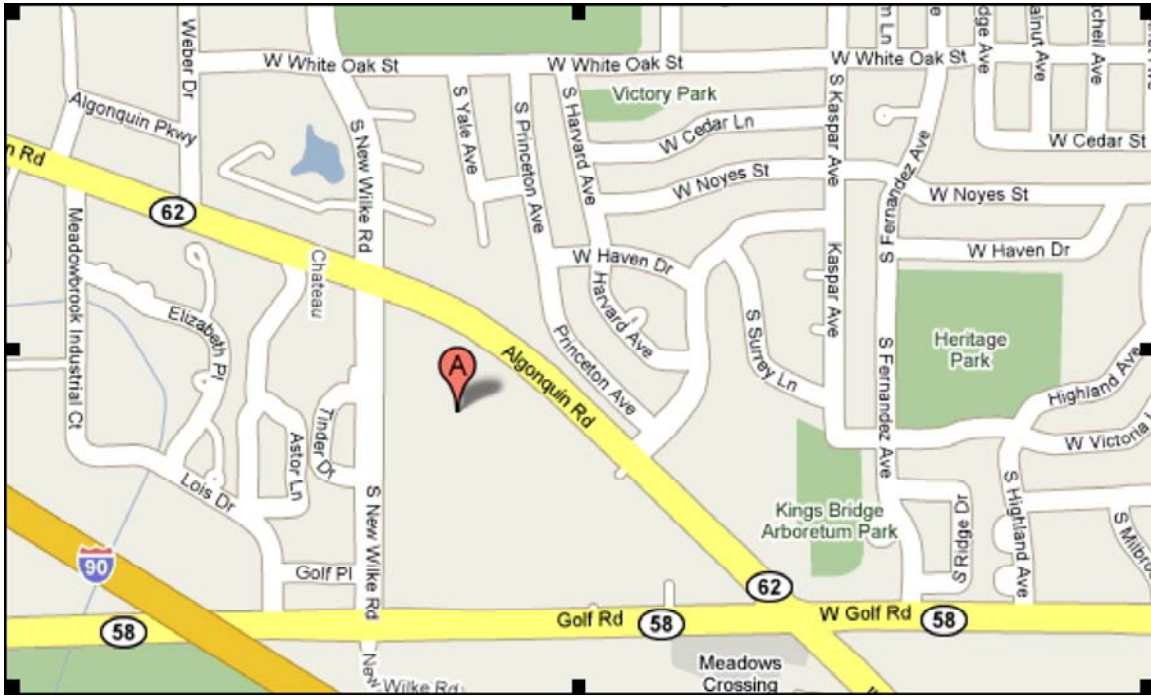 Weber Dr
W White Oak St
W White Oak St
W White Oak St
Algonquin Pkwy
n Rd
62
S New Wilke Rd
S Yale Ave
S Princeton Ave
S Harvard Ave
Victory Park
W Cedar Ln
S Kaspar Ave
W Noyes St
S Fernandez Ave
W Cedar St
W Noyes St
W Haven Dr
W Haven Dr
Meadowbrook Industrial Ct
Chateau
Elizabeth Pl
Harvard Ave
Princeton Ave
S Surrey Ln
Kaspar Ave
Heritage
Park
A
Algonquin Rd
S Fernandez Ave
Highland Ave
W Victoria
Tinder Dr
Astor Ln
Lois Dr
S New Wilke Rd
Kings Bridge
Arboretum Park
S Ridge Dr
S Highland Ave
90
Golf Pl
62
58
Golf Rd
58
W Golf Rd
58
New Wilke Rd
Meadows
Crossing